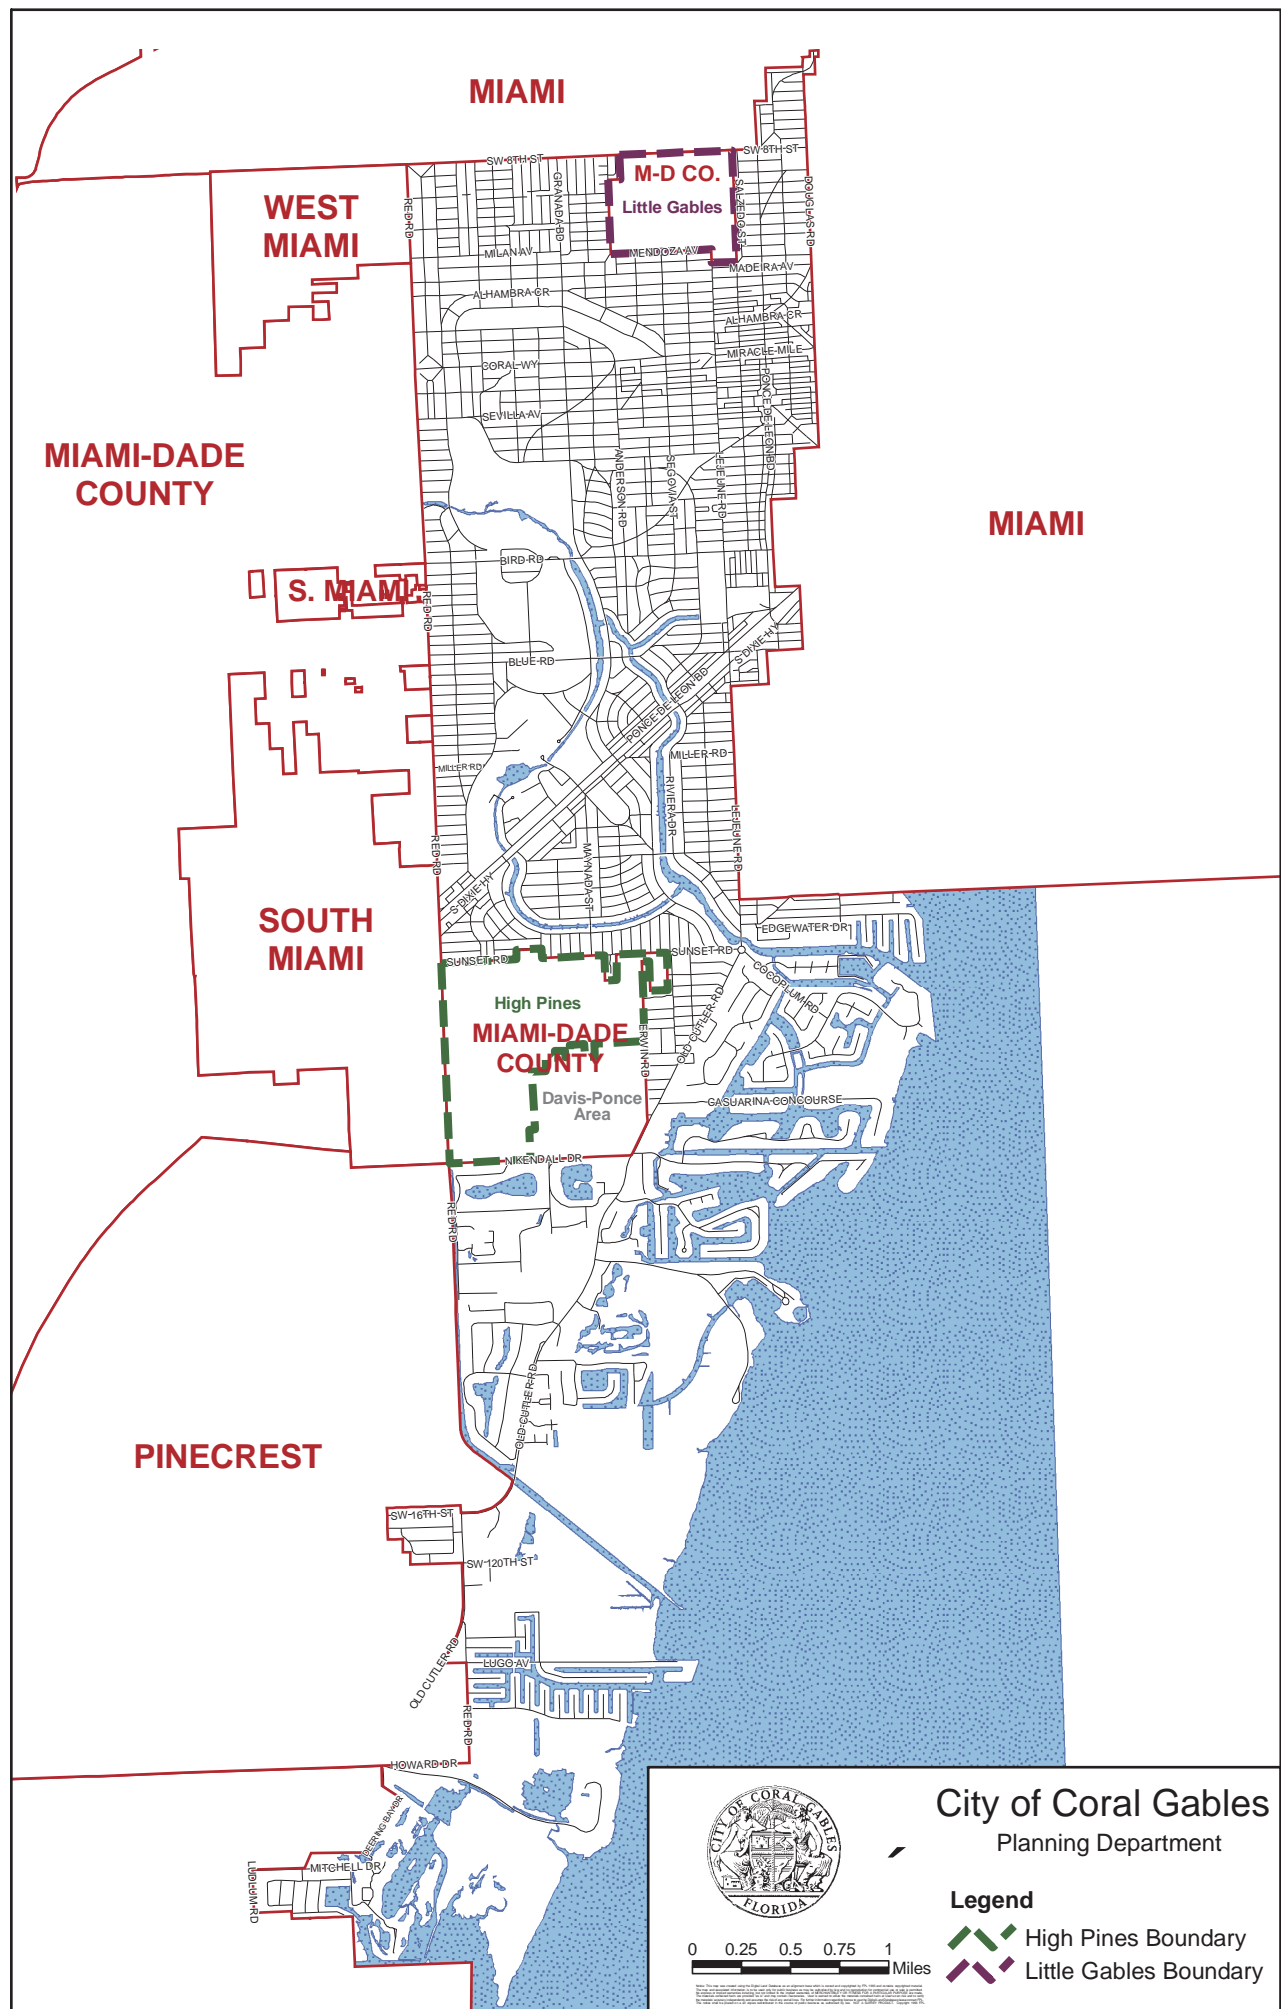 MIAMI
SW 8TH ST
SW 8TH ST
M-D CO.
Little Gables
WEST
MIAMI
RED RD
GRANADA BD
SALZEDO ST
DOUGLAS RD
MILAN AV
MENDOZA AV
MADEIRA AV
ALHAMBRA CR
ALHAMBRA CR
MIRACLE MILE
CORAL WY
PONCE DE LEON BD
SEVILLA AV
MIAMI-DADE
COUNTY
ANDERSON RD
SEGOVIA ST
LEJEUNE RD
MIAMI
BIRD RD
S. MIAMI
RED RD
S DIXIE HY
BLUE RD
PONCE DE LEON BD
MILLER RD
MILLER RD
RIVIERA DR
LEJEUNE RD
RED RD
MAYNADA ST
S DIXIE HY
SOUTH
MIAMI
EDGEWATER DR
SUNSET RD
SUNSET RD
COCOPLUM RD
High Pines
MIAMI-DADE
COUNTY
ERWIN RD
OLD CUTLER RD
Davis-Ponce
Area
CASUARINA CONCOURSE
N KENDALL DR
RED RD
OLD CUTLER RD
PINECREST
SW 16TH ST
SW 120TH ST
OLD CUTLER RD
LUGO AV
RED RD
HOWARD DR
DEERING BAY DR
MITCHELL DR
LUDLUM RD
CITY OF CORAL GABLES
FLORIDA
City of Coral Gables
Planning Department
Legend
High Pines Boundary
Little Gables Boundary
0 0.25 0.5 0.75 1
Miles